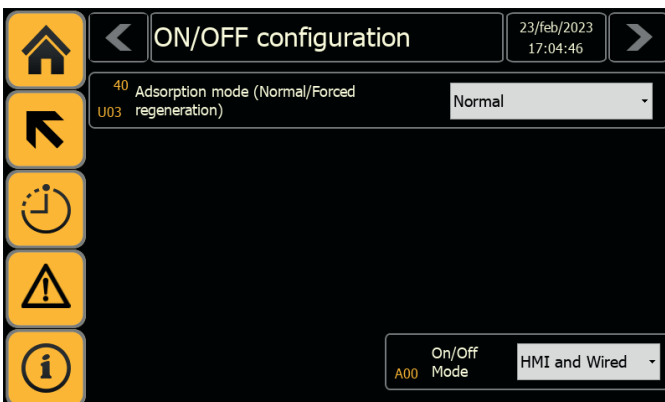 ON/OFF configuration
23/feb/2023
17:04:46
40
U03
Adsorption mode (Normal/Forced
regeneration)
Normal
A00
On/Off
Mode
HMI and Wired